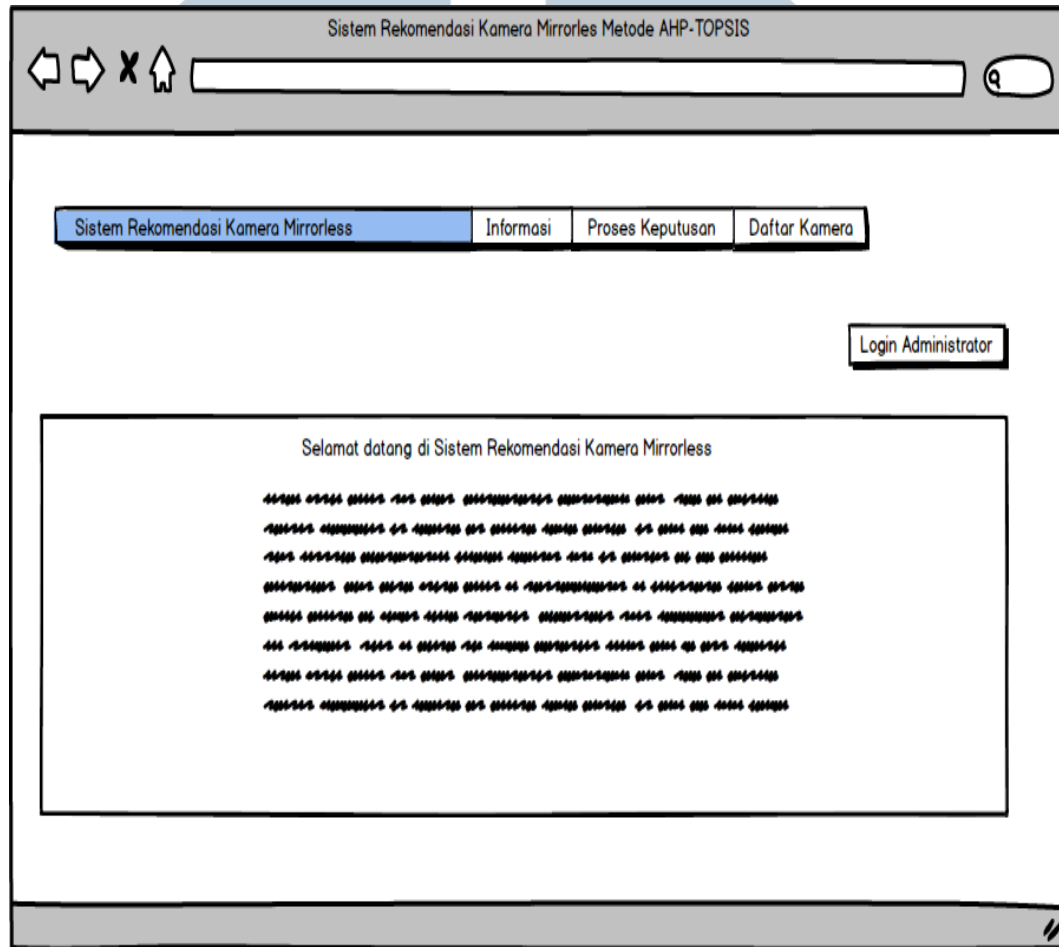 Sistem Rekomendasi Kamera Mirrorles Metode AHP-TOPSIS
Sistem Rekomendasi Kamera Mirrorless Informasi Proses Keputusan Daftar Kamera
Login Administrator
Selamat datang di Sistem Rekomendasi Kamera Mirrorless